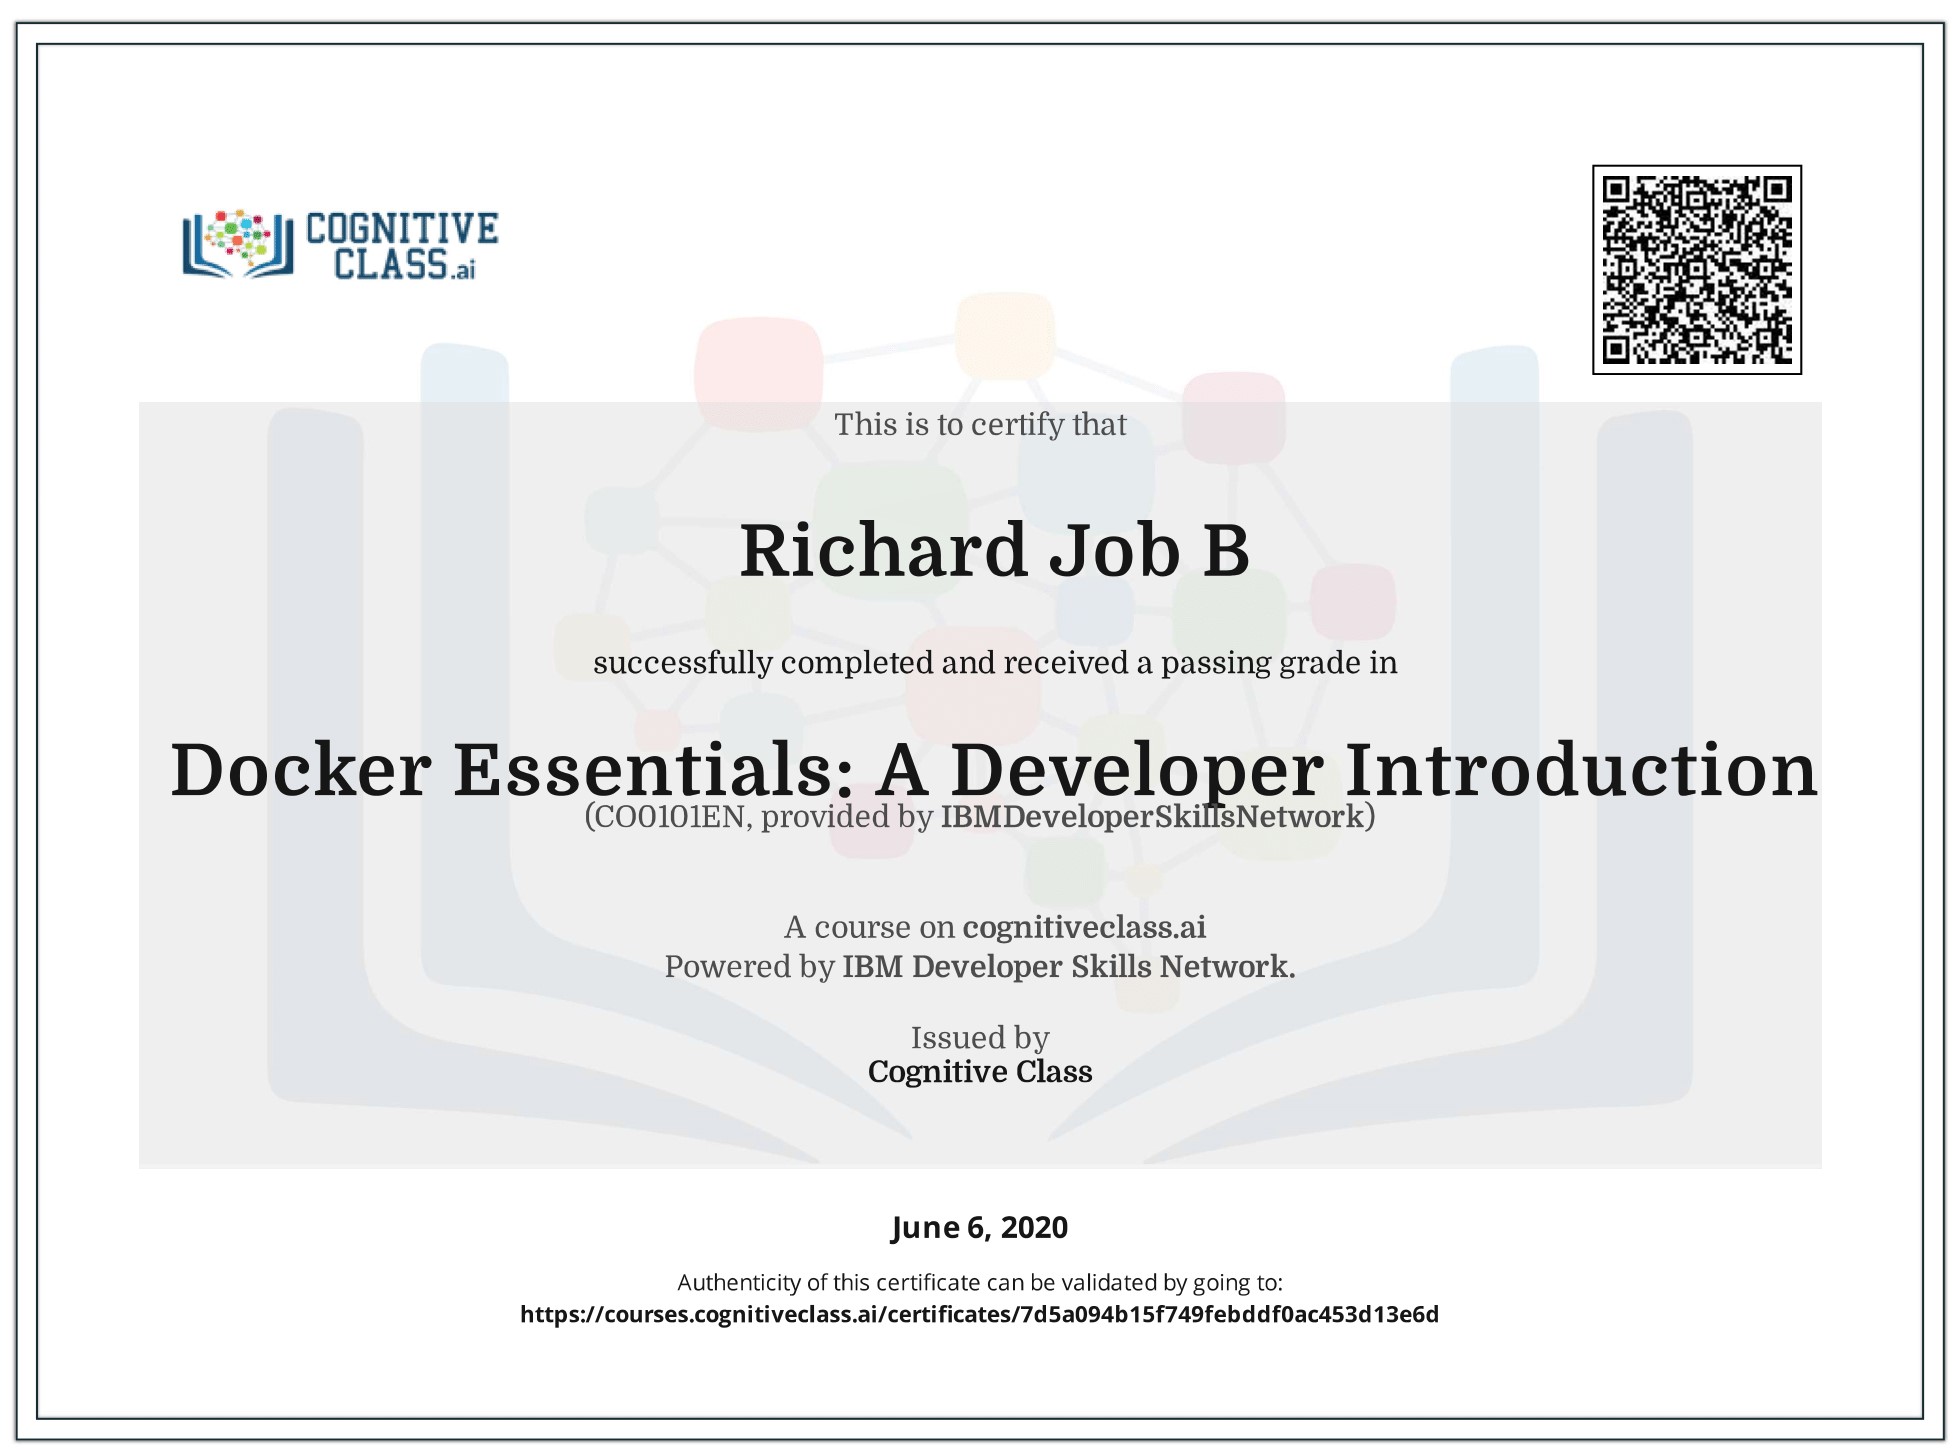 COGNITIVE
CLASS.ai
This is to certify that
Richard Job B
successfully completed and received a passing grade in
Docker Essentials: A Developer Introduction
(CO0101EN, provided by IBMDeveloperSkillsNetwork)
A course on cognitiveclass.ai
Powered by IBM Developer Skills Network.
Issued by
Cognitive Class
June 6, 2020
Authenticity of this certificate can be validated by going to:
https://courses.cognitiveclass.ai/certificates/7d5a094b15f749febddf0ac453d13e6d